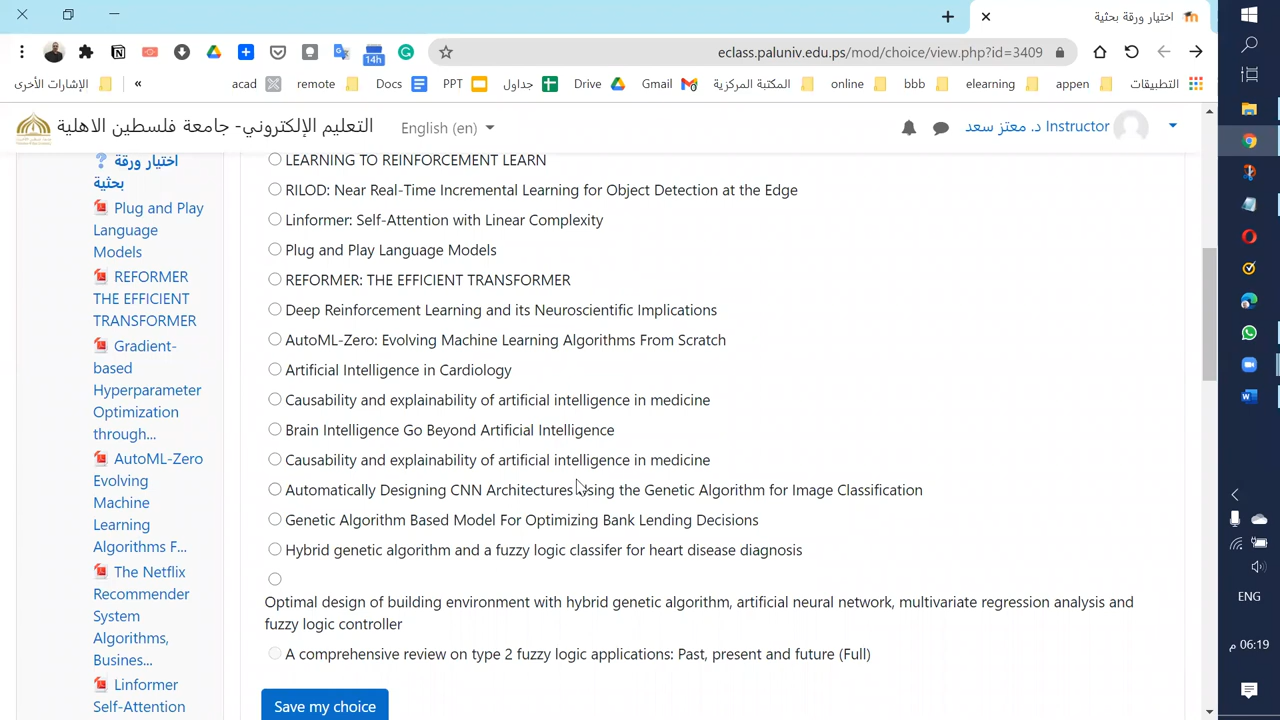 اختيار ورقة بحثية
eclass.paluniv.edu.ps/mod/choice/view.php?id=3409
14h
التطبيقات
appen
elearning
bbb
online
المكتبة المركزية
Gmail
Drive
جداول
PPT
Docs
remote
acad
»
الإشارات الأخرى
التعليم الإلكتروني- جامعة فلسطين الاهلية
English (en)
د. معتز سعد Instructor
اختيار ورقة
بحثية
Plug and Play
Language
Models
REFORMER
THE EFFICIENT
TRANSFORMER
Gradient-
based
Hyperparameter
Optimization
through...
AutoML-Zero
Evolving
Machine
Learning
Algorithms F...
The Netflix
Recommender
System
Algorithms,
Busines...
Linformer
Self-Attention
LEARNING TO REINFORCEMENT LEARN
RILOD: Near Real-Time Incremental Learning for Object Detection at the Edge
Linformer: Self-Attention with Linear Complexity
Plug and Play Language Models
REFORMER: THE EFFICIENT TRANSFORMER
Deep Reinforcement Learning and its Neuroscientific Implications
AutoML-Zero: Evolving Machine Learning Algorithms From Scratch
Artificial Intelligence in Cardiology
Causability and explainability of artificial intelligence in medicine
Brain Intelligence Go Beyond Artificial Intelligence
Causability and explainability of artificial intelligence in medicine
Automatically Designing CNN Architectures Using the Genetic Algorithm for Image Classification
Genetic Algorithm Based Model For Optimizing Bank Lending Decisions
Hybrid genetic algorithm and a fuzzy logic classifer for heart disease diagnosis
Optimal design of building environment with hybrid genetic algorithm, artificial neural network, multivariate regression analysis and
fuzzy logic controller
A comprehensive review on type 2 fuzzy logic applications: Past, present and future (Full)
Save my choice
ENG
06:19 م